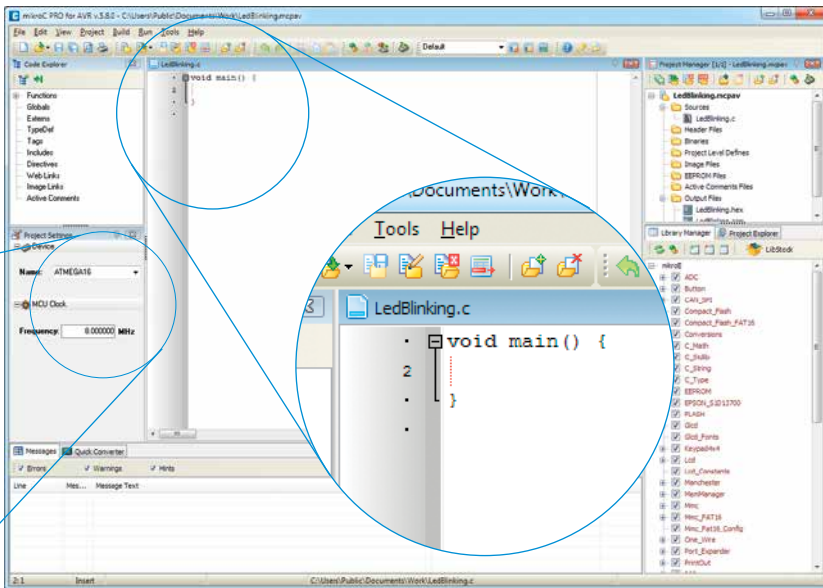 mikroC PRO for AVR v.5.6.0 - C:\Users\Public\Documents\Work\LedBlinking.mcpav
File Edit View Project Build Run Tools Help
Default
Code Explorer
Functions
Globals
Externs
TypeDef
Tags
Includes
Directives
Web Links
Image Links
Active Comments
Project Settings
Device
Name: ATMEGA16
MCU Clock
Frequency: 8.000000 MHz
LedBlinking.c
void main() {
2
}
Documents\Work
Tools Help
LedBlinking.c
void main() {
2
}
Project Manager [1/1] - LedBlinking.mcpav
LedBlinking.mcpav
Sources
LedBlinking.c
Header Files
Binaries
Project Level Defines
Image Files
EEPROM Files
Active Comments Files
Output Files
LedBlinking.hex
Library Manager Project Explorer
LibStock
mikroE
ADC
Button
CAN_SPI
Compact_Flash
Compact_Flash_FAT16
Conversions
C_Math
C_Stdlib
C_String
C_Type
EEPROM
EPSON_S1D13700
FLASH
Glcd
Glcd_Fonts
Keypad4x4
Lcd
Lcd_Constants
Manchester
MemManager
Mmc
Mmc_FAT16
Mmc_Fat16_Config
One_Wire
Port_Expander
PrintOut
Messages Quick Converter
Errors Warnings Hints
Line Mes... Message Text
2:1 Insert C:\Users\Public\Documents\Work\LedBlinking.c